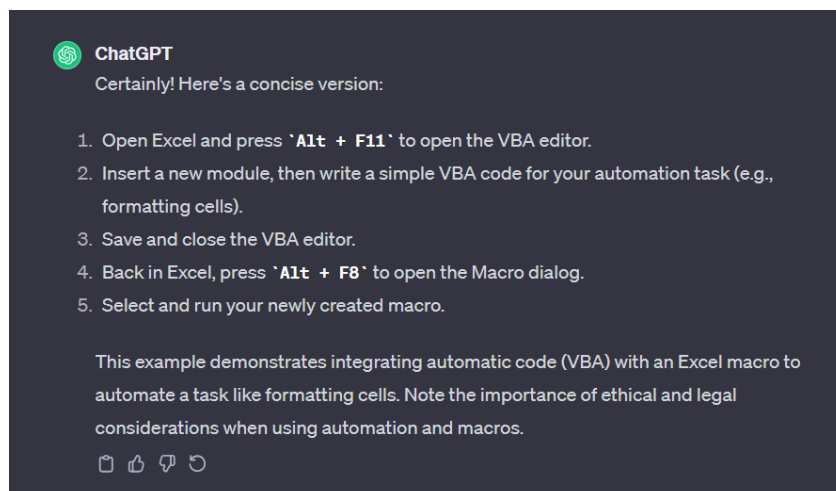 ChatGPT
Certainly! Here's a concise version:
1. Open Excel and press `Alt + F11` to open the VBA editor.
2. Insert a new module, then write a simple VBA code for your automation task (e.g.,
formatting cells).
3. Save and close the VBA editor.
4. Back in Excel, press `Alt + F8` to open the Macro dialog.
5. Select and run your newly created macro.
This example demonstrates integrating automatic code (VBA) with an Excel macro to
automate a task like formatting cells. Note the importance of ethical and legal
considerations when using automation and macros.